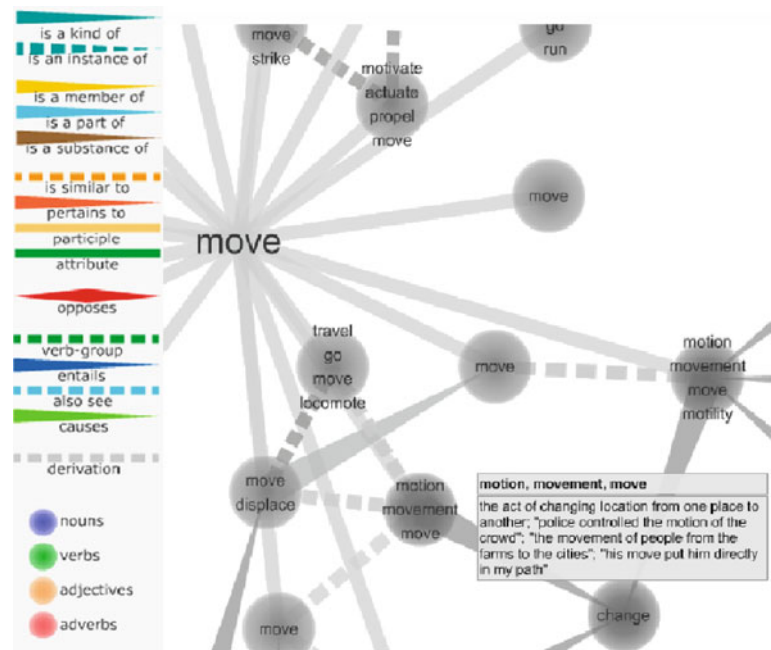 is a kind of
is an instance of
is a member of
is a part of
is a substance of
is similar to
pertains to
participle
attribute
opposes
verb-group
entails
also see
causes
derivation
nouns
verbs
adjectives
adverbs
move
strike
motivate
actuate
propel
move
go
run
move
move
travel
go
move
locomote
move
motion
movement
move
motility
move
displace
motion
movement
move
motion, movement, move
the act of changing location from one place to
another; "police controlled the motion of the
crowd"; "the movement of people from the
farms to the cities"; "his move put him directly
in my path"
change
move